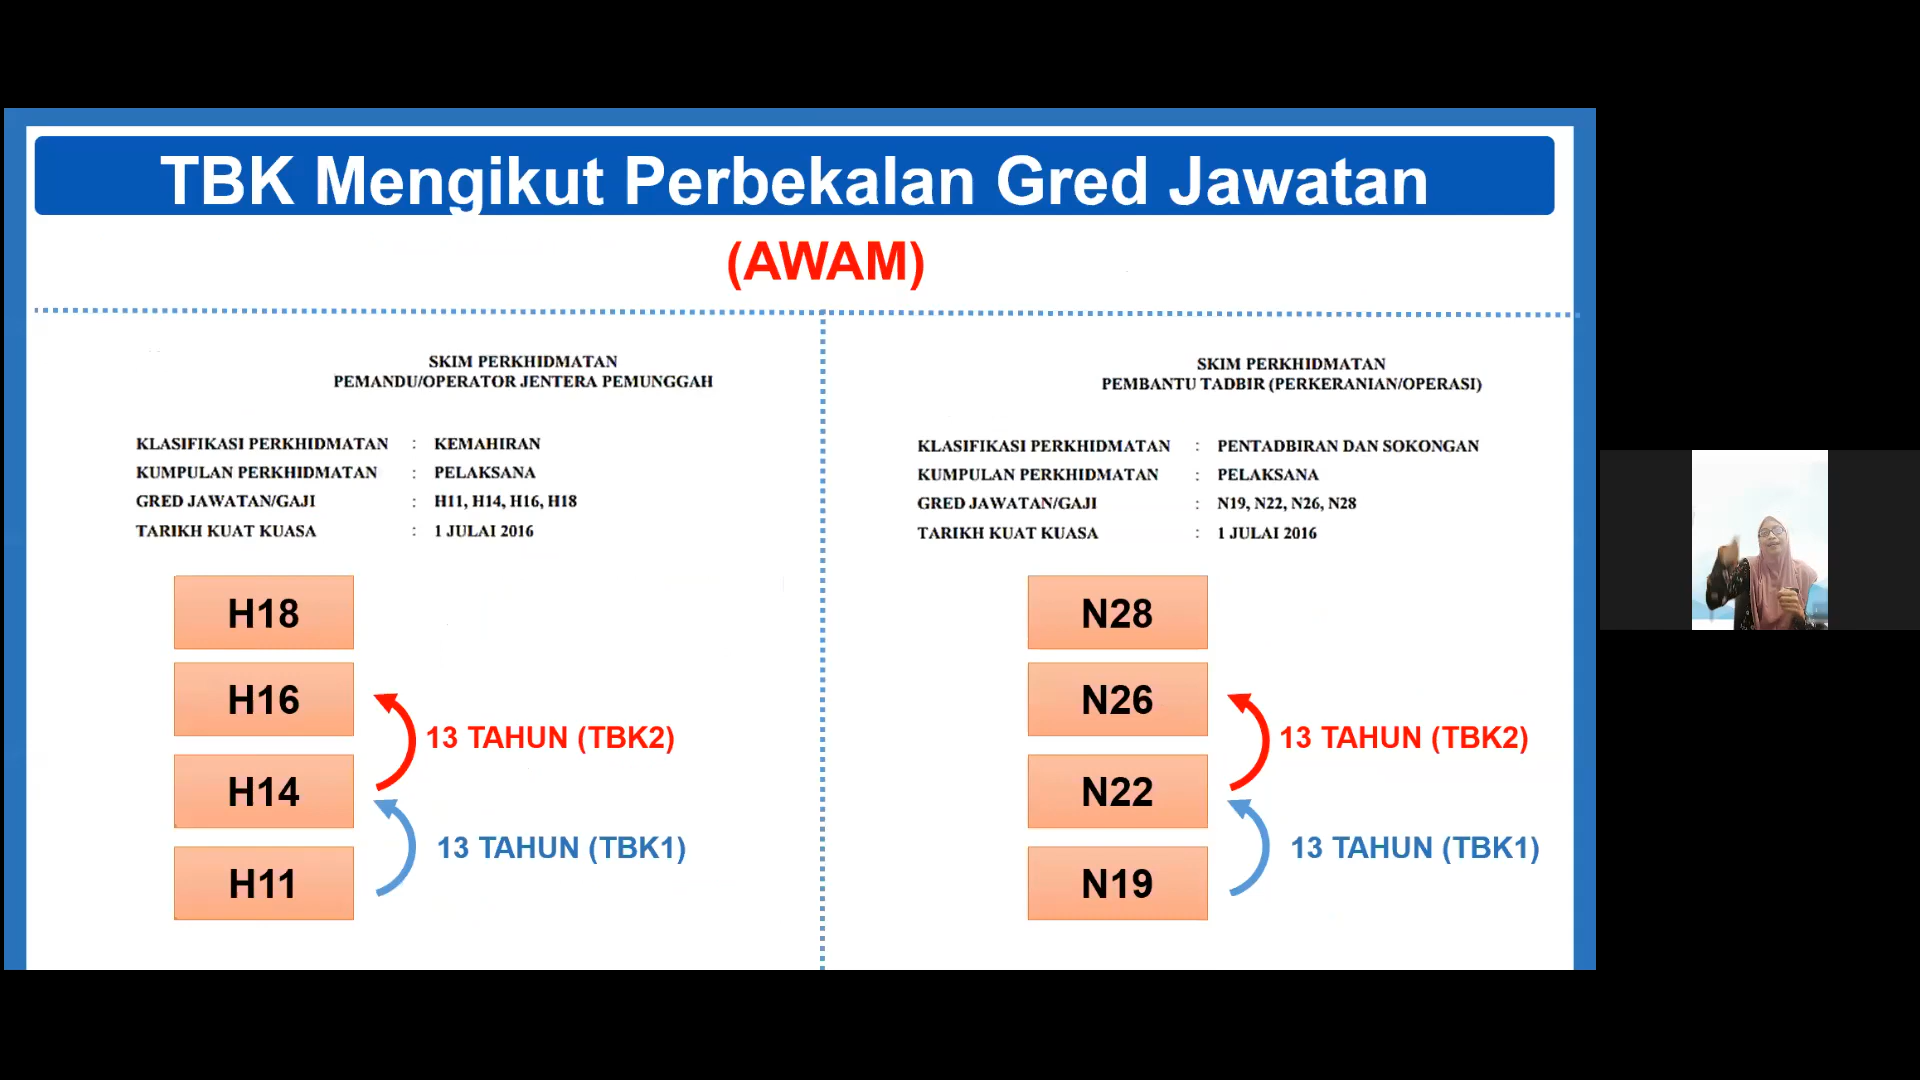 TBK Mengikut Perbekalan Gred Jawatan
(AWAM)
SKIM PERKHIDMATAN
PEMANDU/OPERATOR JENTERA PEMUNGGAH
KLASIFIKASI PERKHIDMATAN : KEMAHIRAN
KUMPULAN PERKHIDMATAN : PELAKSANA
GRED JAWATAN/GAJI : H11, H14, H16, H18
TARIKH KUAT KUASA : 1 JULAI 2016
H18
H16
13 TAHUN (TBK2)
H14
13 TAHUN (TBK1)
H11
SKIM PERKHIDMATAN
PEMBANTU TADBIR (PERKERANIAN/OPERASI)
KLASIFIKASI PERKHIDMATAN : PENTADBIRAN DAN SOKONGAN
KUMPULAN PERKHIDMATAN : PELAKSANA
GRED JAWATAN/GAJI : N19, N22, N26, N28
TARIKH KUAT KUASA : 1 JULAI 2016
N28
N26
13 TAHUN (TBK2)
N22
13 TAHUN (TBK1)
N19